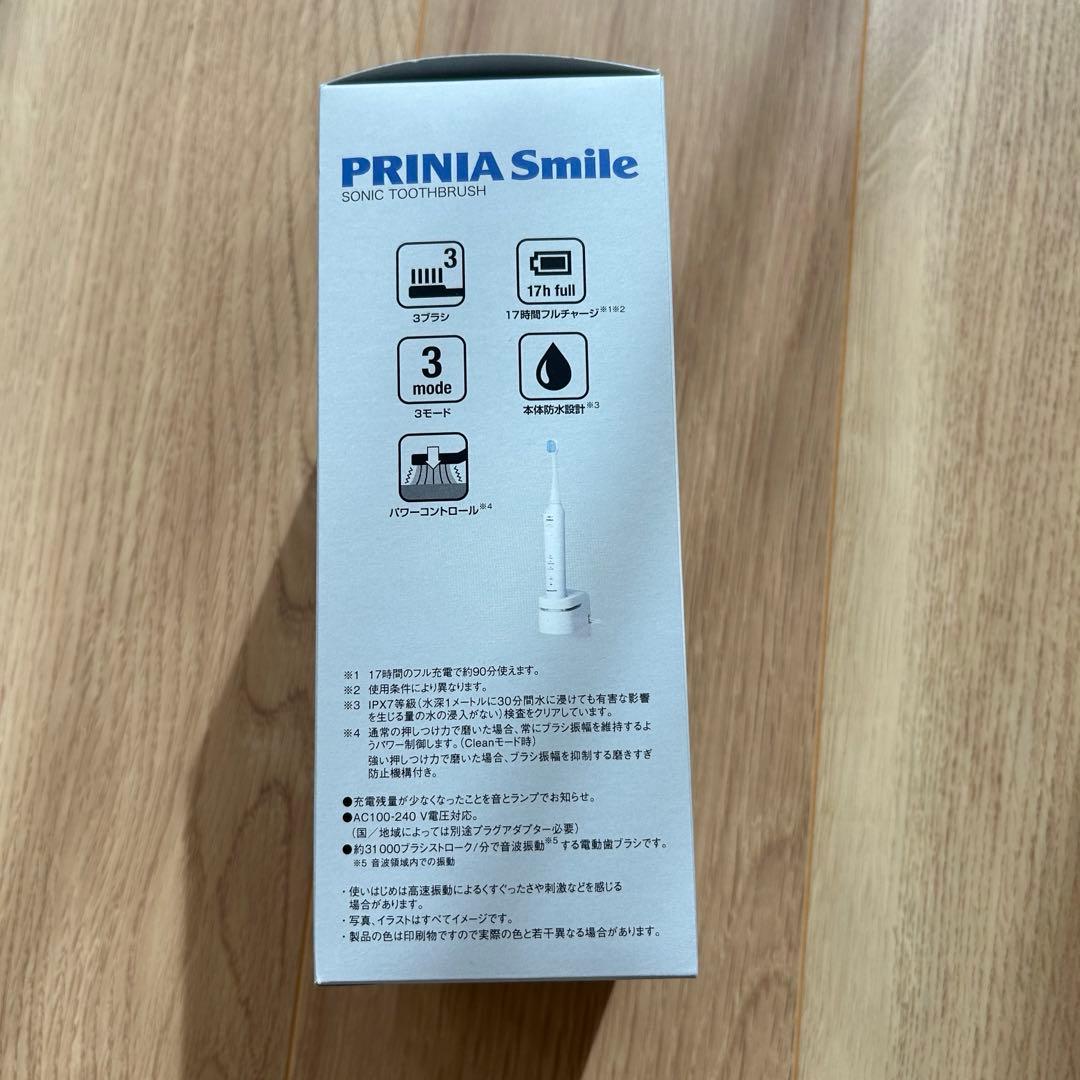 PRINIA Smile
SONIC TOOTHBRUSH
3
3ブラシ
17h full
17時間フルチャージ※1※2
3
mode
3モード
本体防水設計※3
パワーコントロール※4
※1 17時間のフル充電で約90分使えます。
※2 使用条件により異なります。
※3 IPX7等級(水深1メートルに30分間水に浸けても有害な影響
を生じる量の水の浸入がない)検査をクリアしています。
※4 通常の押しつけ力で磨いた場合、常にブラシ振幅を維持するよ
うパワー制御します。(Cleanモード時)
強い押しつけ力で磨いた場合、ブラシ振幅を抑制する磨きすぎ
防止機構付き。
●充電残量が少なくなったことを音とランプでお知らせ。
●AC100-240 V電圧対応。
(国/地域によっては別途プラグアダプター必要)
●約31000ブラシストローク/分で音波振動※5する電動歯ブラシです。
※5 音波領域内での振動
・使いはじめは高速振動によるくすぐったさや刺激などを感じる
場合があります。
・写真、イラストはすべてイメージです。
・製品の色は印刷物ですので実際の色と若干異なる場合があります。